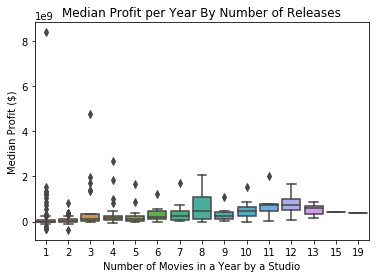 Median Profit per Year By Number of Releases
1e9
8
6
4
2
0
Median Profit ($)
1 2 3 4 5 6 7 8 9 10 11 12 13 15 19
Number of Movies in a Year by a Studio